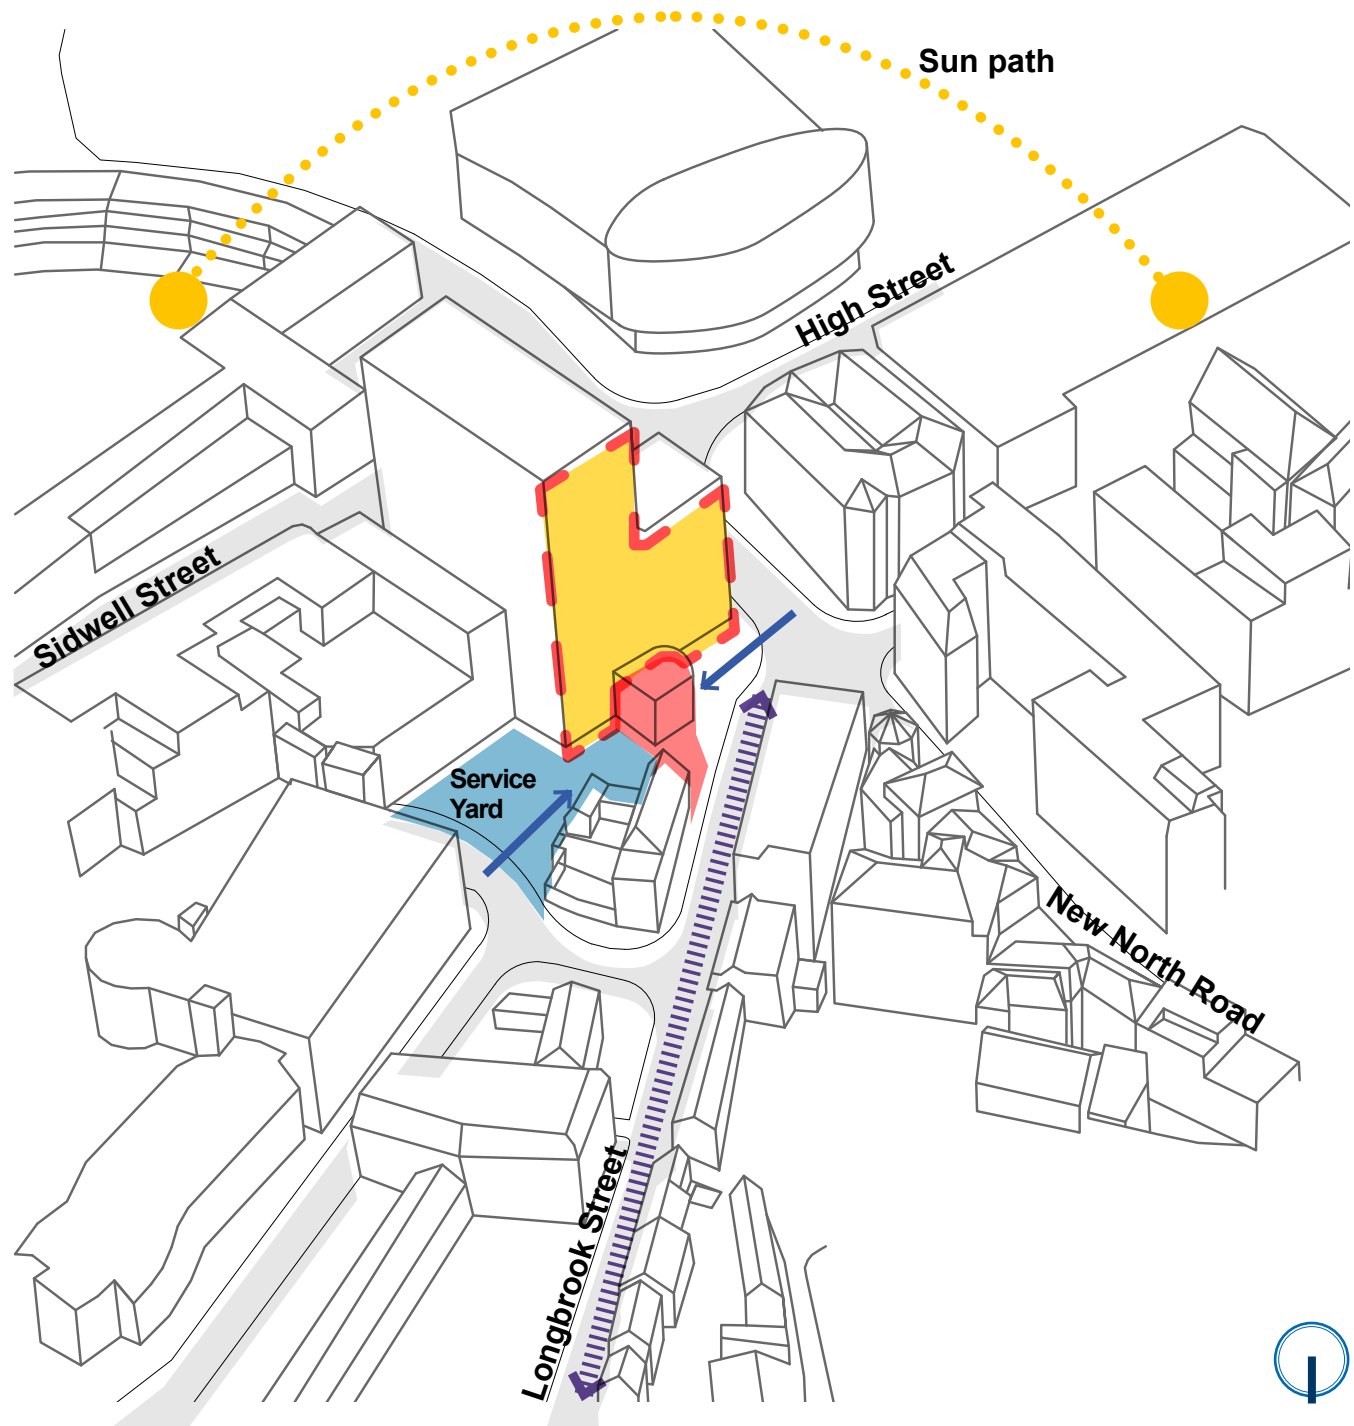 Sun path
High Street
Sidwell Street
Service
Yard
New North Road
Longbrook Street